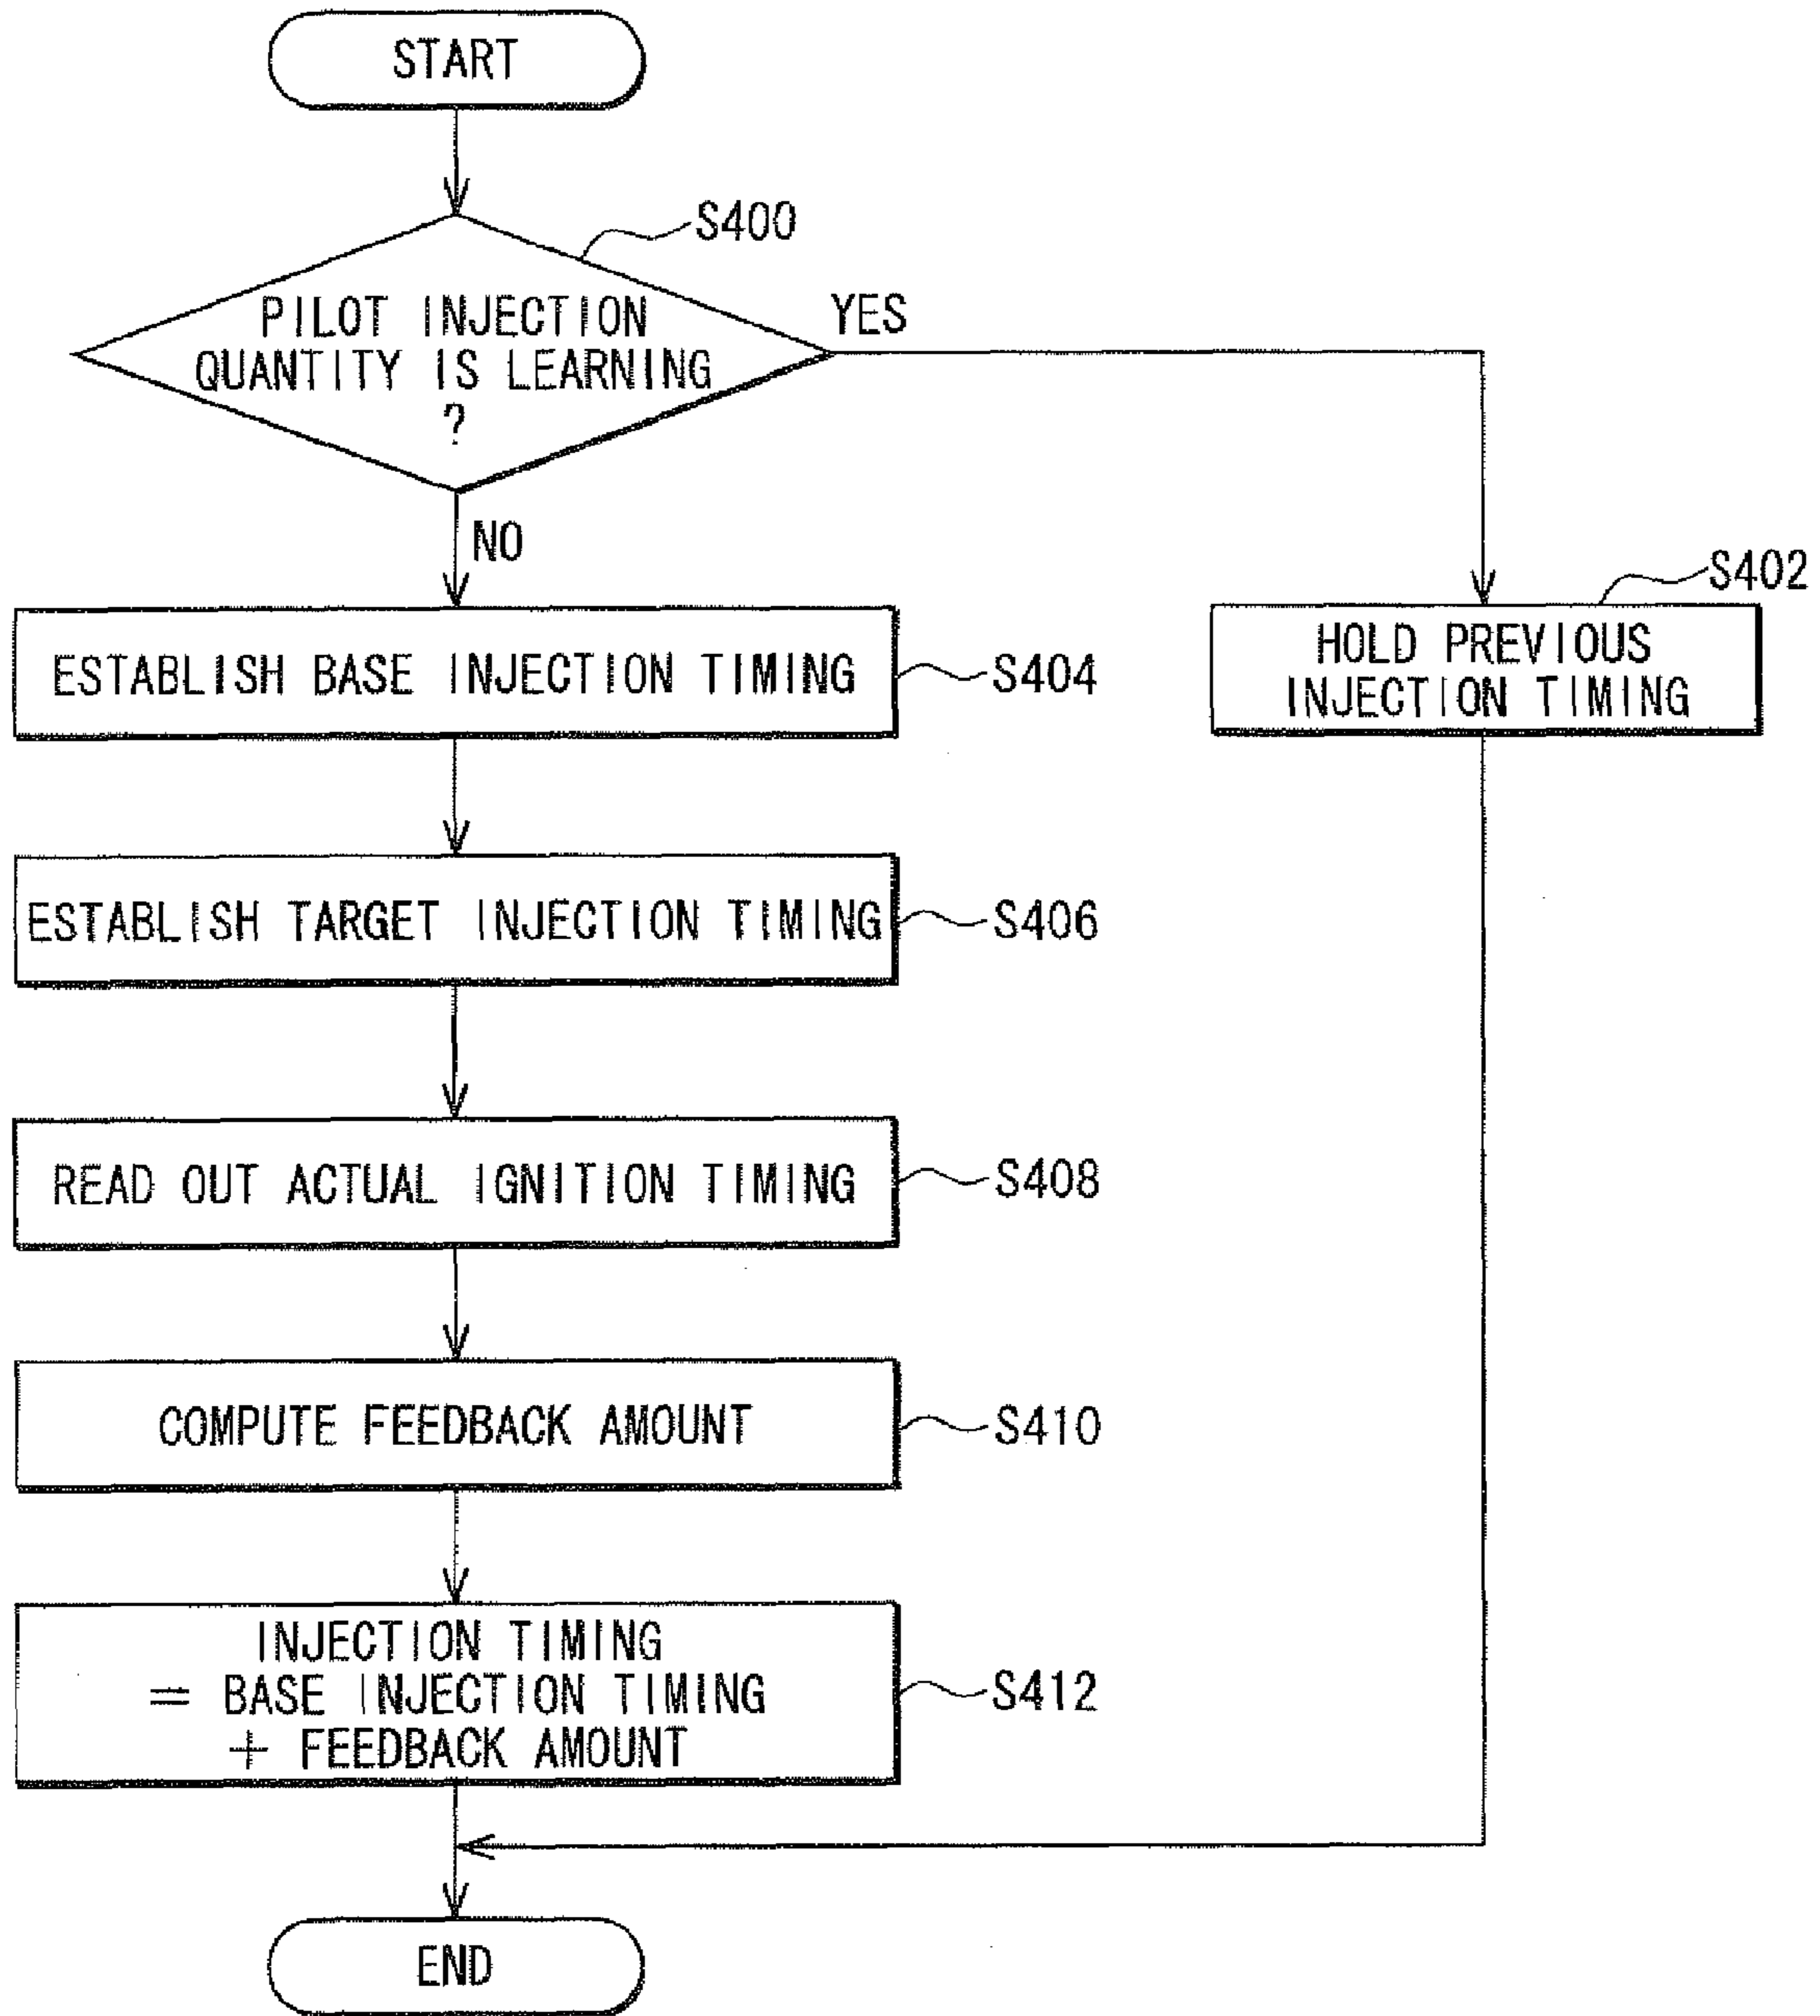 START
S400
PILOT INJECTION
QUANTITY IS LEARNING
?
YES
NO
S402
HOLD PREVIOUS
INJECTION TIMING
ESTABLISH BASE INJECTION TIMING
S404
ESTABLISH TARGET INJECTION TIMING
S406
READ OUT ACTUAL IGNITION TIMING
S408
COMPUTE FEEDBACK AMOUNT
S410
INJECTION TIMING
= BASE INJECTION TIMING
+ FEEDBACK AMOUNT
S412
END